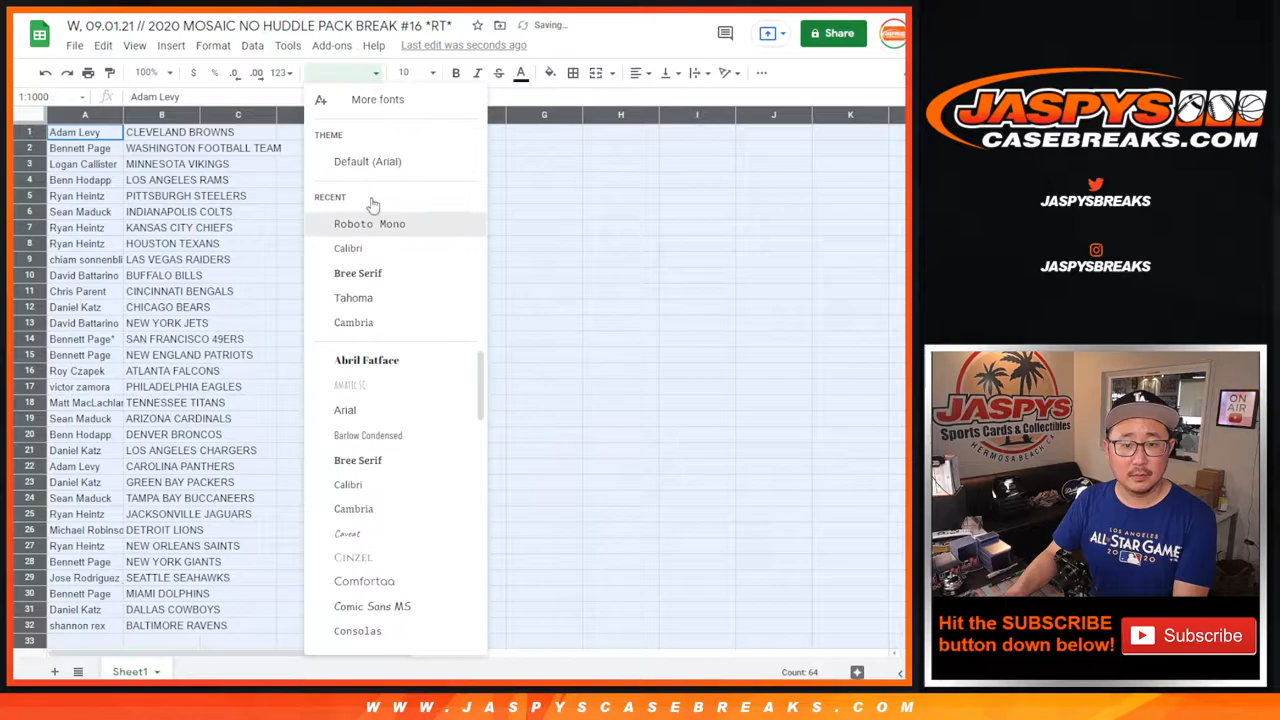 W, 09.01.21 // 2020 MOSAIC NO HUDDLE PACK BREAK #16 *RT*
Saving...
Share
File Edit View Insert Format Data Tools Add-ons Help Last edit was seconds ago
100% $ % .0 .00 123 10 B I S A
1:1000 fx Adam Levy
A B C G H I J K
1 Adam Levy CLEVELAND BROWNS
2 Bennett Page WASHINGTON FOOTBALL TEAM
3 Logan Callister MINNESOTA VIKINGS
4 Benn Hodapp LOS ANGELES RAMS
5 Ryan Heintz PITTSBURGH STEELERS
6 Sean Maduck INDIANAPOLIS COLTS
7 Ryan Heintz KANSAS CITY CHIEFS
8 Ryan Heintz HOUSTON TEXANS
9 chiam sonnenbli LAS VEGAS RAIDERS
10 David Battarino BUFFALO BILLS
11 Chris Parent CINCINNATI BENGALS
12 Daniel Katz CHICAGO BEARS
13 David Battarino NEW YORK JETS
14 Bennett Page* SAN FRANCISCO 49ERS
15 Bennett Page NEW ENGLAND PATRIOTS
16 Roy Czapek ATLANTA FALCONS
17 victor zamora PHILADELPHIA EAGLES
18 Matt MacLachlan TENNESSEE TITANS
19 Sean Maduck ARIZONA CARDINALS
20 Benn Hodapp DENVER BRONCOS
21 Daniel Katz LOS ANGELES CHARGERS
22 Adam Levy CAROLINA PANTHERS
23 Daniel Katz GREEN BAY PACKERS
24 Sean Maduck TAMPA BAY BUCCANEERS
25 Ryan Heintz JACKSONVILLE JAGUARS
26 Michael Robinso DETROIT LIONS
27 Ryan Heintz NEW ORLEANS SAINTS
28 Bennett Page NEW YORK GIANTS
29 Jose Rodriguez SEATTLE SEAHAWKS
30 Bennett Page MIAMI DOLPHINS
31 Daniel Katz DALLAS COWBOYS
32 shannon rex BALTIMORE RAVENS
33
More fonts
THEME
Default (Arial)
RECENT
Roboto Mono
Calibri
Bree Serif
Tahoma
Cambria
Abril Fatface
AMATIC SC
Arial
Barlow Condensed
Bree Serif
Calibri
Cambria
Caveat
CINZEL
Comfortaa
Comic Sans MS
Consolas
Sheet1
Count: 64
JASPYS
CASEBREAKS.COM
JASPYSBREAKS
JASPYSBREAKS
JASPYS
Sports Cards & Collectibles
HERMOSA BEACH, CA
ON AIR
LOS ANGELES
ALL STAR GAME
2020
Hit the SUBSCRIBE
button down below!
Subscribe
WWW.JASPYSCASEBREAKS.COM